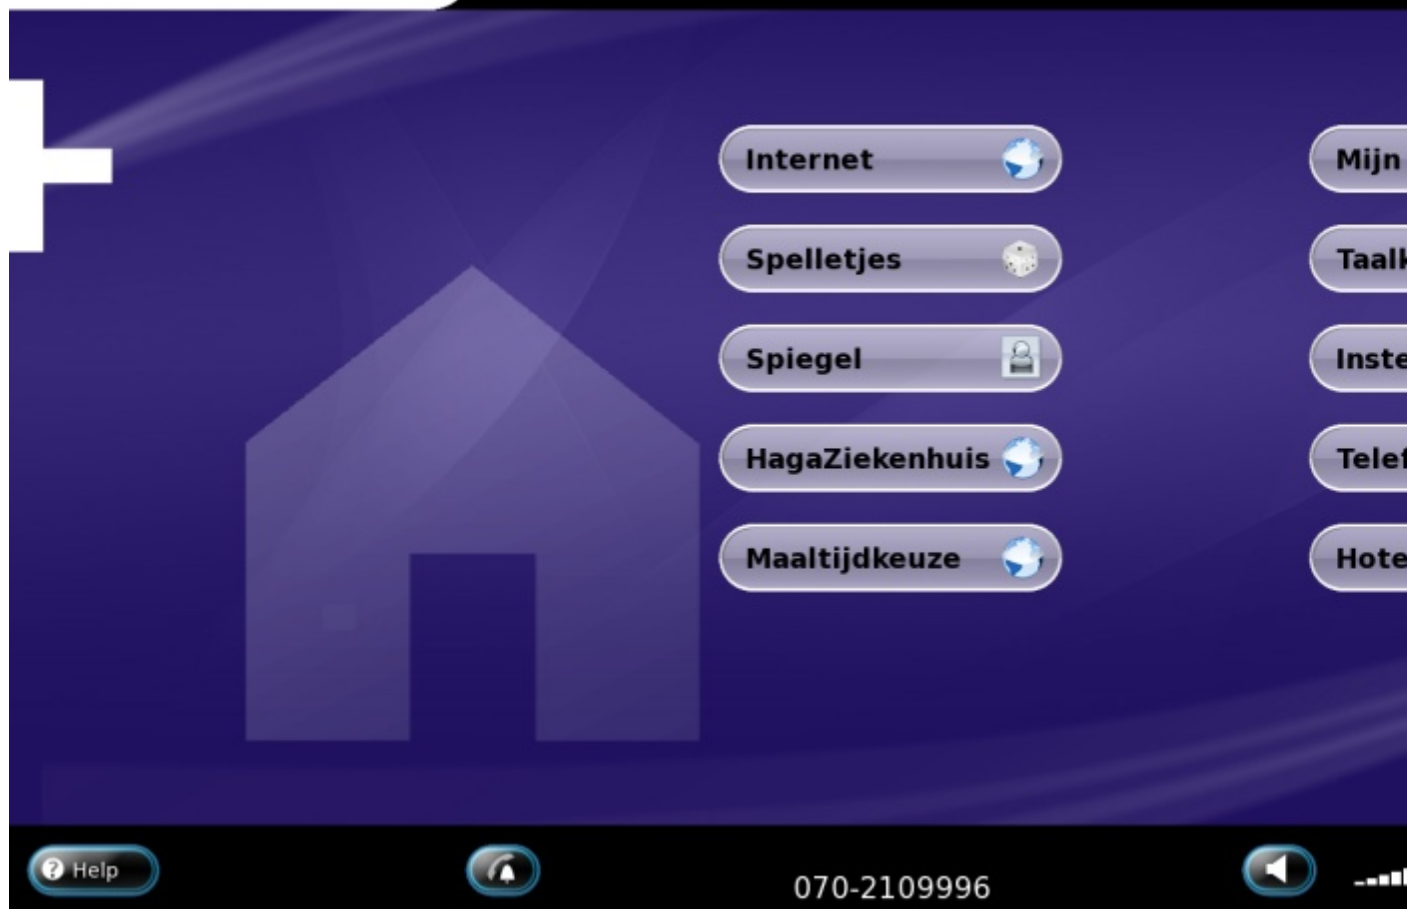 Internet
Mijn
Spelletjes
Spiegel
HagaZiekenhuis
Maaltijdkeuze
Help
070-2109996